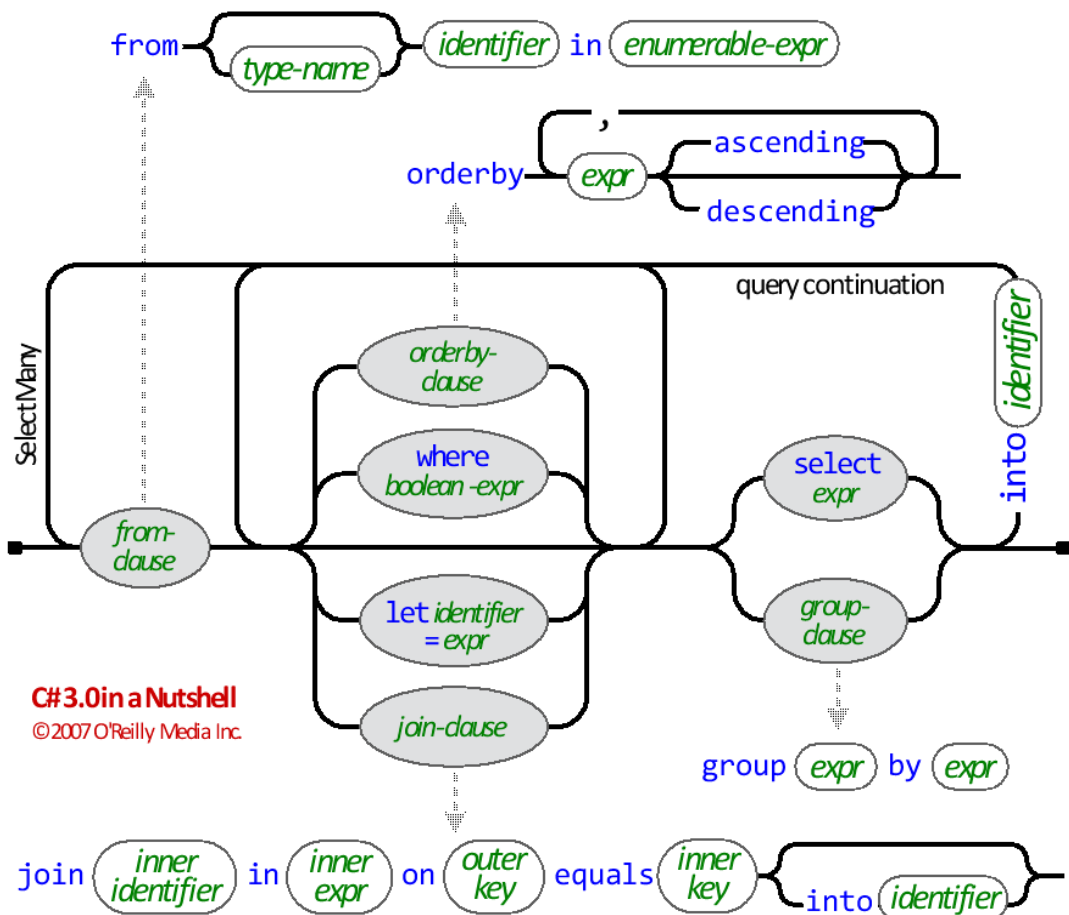 from type-name identifier in enumerable-expr
,
ascending
orderby expr
descending
query continuation
identifier
into
SelectMany
orderby-
clause
where
boolean -expr
select
expr
from-
clause
let identifier
= expr
group-
clause
join-clause
C# 3.0 in a Nutshell
©2007 O'Reilly Media Inc.
group expr by expr
join inner identifier in inner expr on outer key equals inner key into identifier